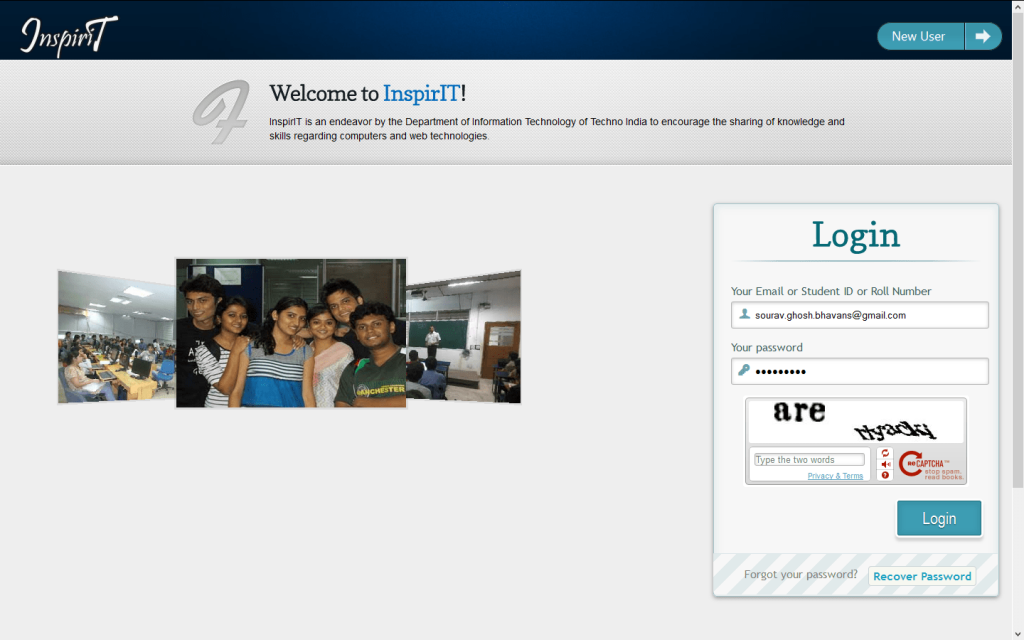 InspiriT
New User
Welcome to InspirIT!
InspirIT is an endeavor by the Department of Information Technology of Techno India to encourage the sharing of knowledge and
skills regarding computers and web technologies.
Login
Your Email or Student ID or Roll Number
sourav.ghosh.bhavans@gmail.com
Your password
•••••••••
are
Type the two words
Privacy & Terms
reCAPTCHA™
stop spam.
read books.
Login
Forgot your password?
Recover Password
MANCHESTER